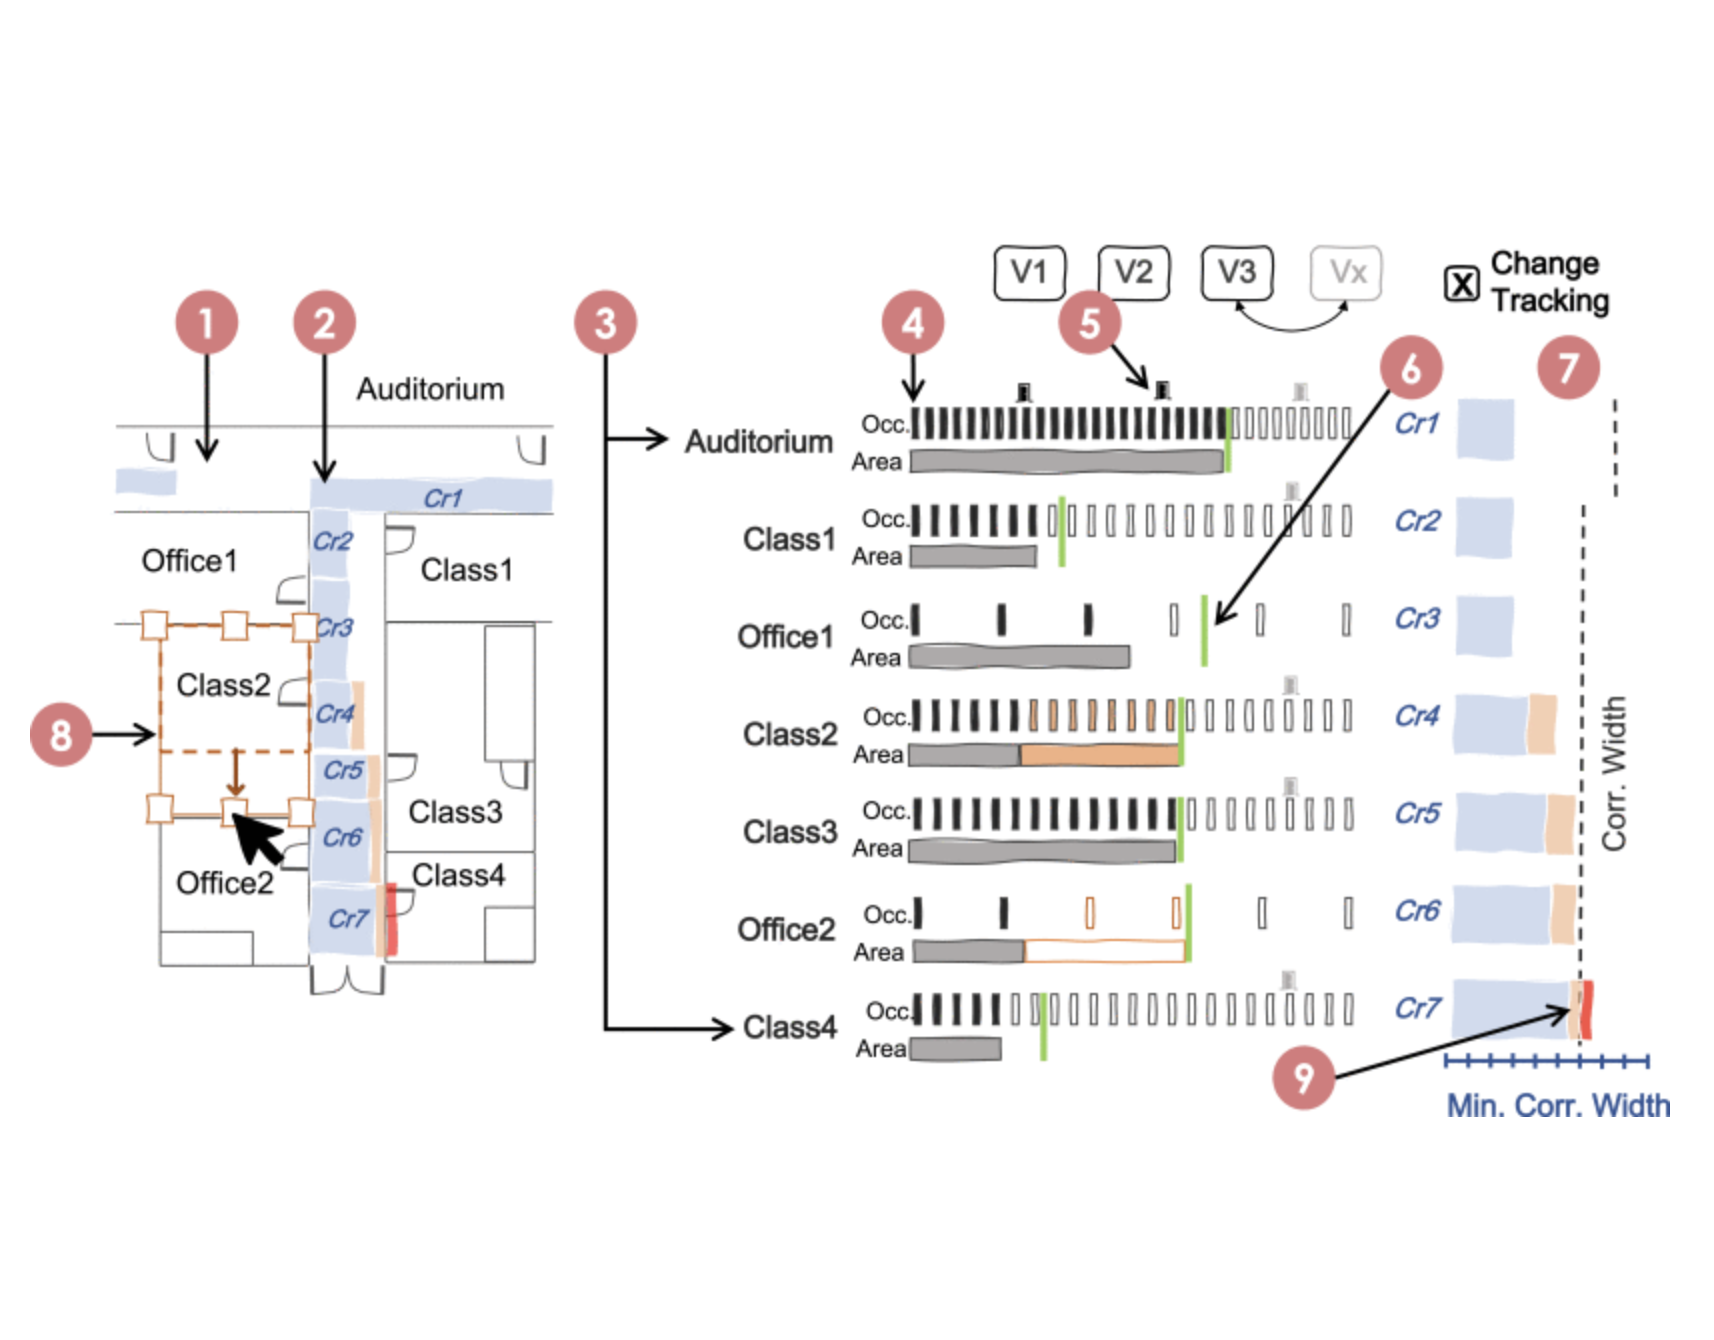 V1
V2
V3
Vx
X
Change
Tracking
1
2
3
4
5
6
7
Auditorium
Cr1
Cr2
Office1
Class1
Cr3
Class2
Cr4
8
Cr5
Class3
Cr6
Office2
Class4
Cr7
Auditorium
Occ.
Area
Cr1
Class1
Occ.
Area
Cr2
Office1
Occ.
Area
Cr3
Class2
Occ.
Area
Cr4
Class3
Occ.
Area
Cr5
Office2
Occ.
Area
Cr6
Class4
Occ.
Area
Cr7
Corr. Width
9
Min. Corr. Width